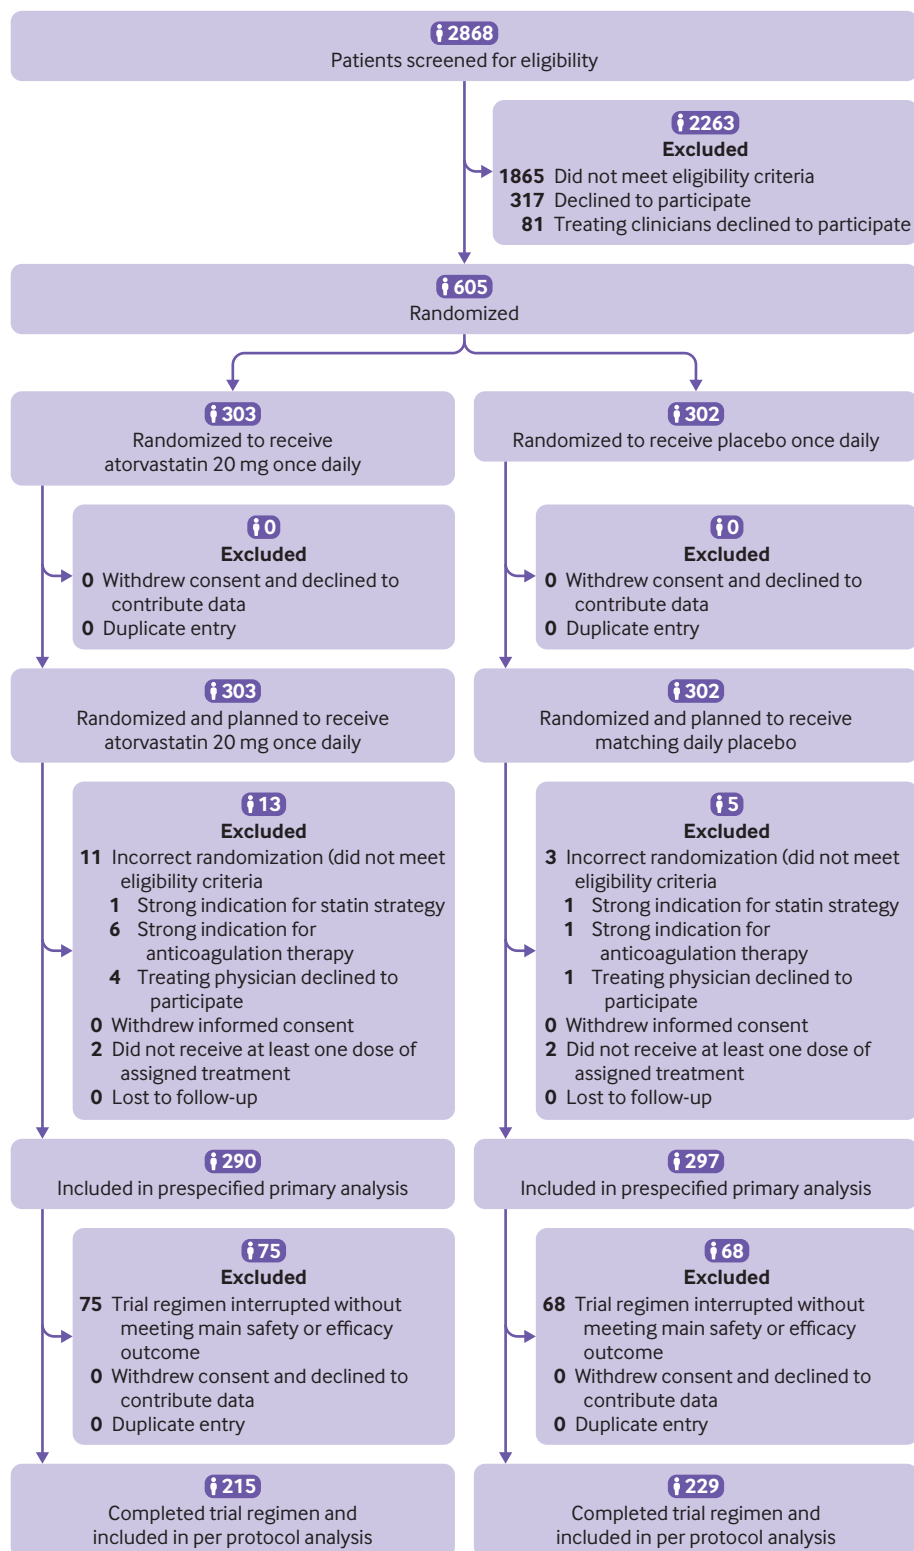 2868
Patients screened for eligibility
2263
Excluded
1865 Did not meet eligibility criteria
317 Declined to participate
81 Treating clinicians declined to participate
605
Randomized
303
Randomized to receive
atorvastatin 20 mg once daily
302
Randomized to receive placebo once daily
0
Excluded
0 Withdrew consent and declined to
contribute data
0 Duplicate entry
0
Excluded
0 Withdrew consent and declined to
contribute data
0 Duplicate entry
303
Randomized and planned to receive
atorvastatin 20 mg once daily
302
Randomized and planned to receive
matching daily placebo
13
Excluded
11 Incorrect randomization (did not meet
eligibility criteria
1 Strong indication for statin strategy
6 Strong indication for
anticoagulation therapy
4 Treating physician declined to
participate
0 Withdrew informed consent
2 Did not receive at least one dose of
assigned treatment
0 Lost to follow-up
5
Excluded
3 Incorrect randomization (did not meet
eligibility criteria
1 Strong indication for statin strategy
1 Strong indication for
anticoagulation therapy
1 Treating physician declined to
participate
0 Withdrew informed consent
2 Did not receive at least one dose of
assigned treatment
0 Lost to follow-up
290
Included in prespecified primary analysis
297
Included in prespecified primary analysis
75
Excluded
75 Trial regimen interrupted without
meeting main safety or efficacy
outcome
0 Withdrew consent and declined to
contribute data
0 Duplicate entry
68
Excluded
68 Trial regimen interrupted without
meeting main safety or efficacy
outcome
0 Withdrew consent and declined to
contribute data
0 Duplicate entry
215
Completed trial regimen and
included in per protocol analysis
229
Completed trial regimen and
included in per protocol analysis